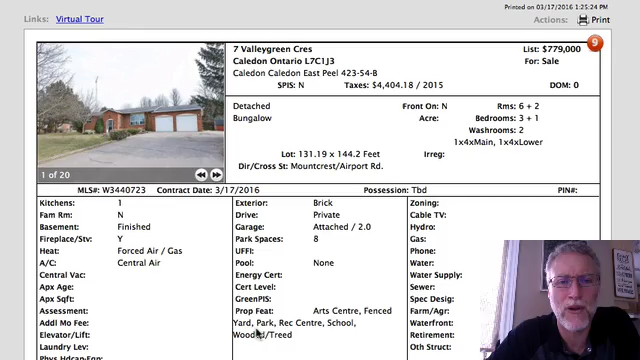 Printed on 03/17/2016 1:25:24 PM
Links: Virtual Tour Actions: Print
9
7 Valleygreen Cres List: $779,000
Caledon Ontario L7C1J3 For: Sale
Caledon Caledon East Peel 423-54-B
SPIS: N Taxes: $4,404.18 / 2015 DOM: 0
Detached Front On: N Rms: 6 + 2
Bungalow Acre: Bedrooms: 3 + 1
Washrooms: 2
1x4xMain, 1x4xLower
Lot: 131.19 x 144.2 Feet Irreg:
Dir/Cross St: Mountcrest/Airport Rd.
1 of 20
MLS#: W3440723 Contract Date: 3/17/2016 Possession: Tbd PIN#:
Kitchens: 1 Exterior: Brick Zoning:
Fam Rm: N Drive: Private Cable TV:
Basement: Finished Garage: Attached / 2.0 Hydro:
Fireplace/Stv: Y Park Spaces: 8 Gas:
Heat: Forced Air / Gas UFFI: Phone:
A/C: Central Air Pool: None Water:
Central Vac: Energy Cert: Water Supply:
Apx Age: Cert Level: Sewer:
Apx Sqft: GreenPIS: Spec Desig:
Assessment: Prop Feat: Arts Centre, Fenced Farm/Agr:
Addl Mo Fee: Yard, Park, Rec Centre, School, Waterfront:
Elevator/Lift: Wooded/Treed Retirement:
Laundry Lev: Oth Struct:
Phys Hdcap-Eqp: